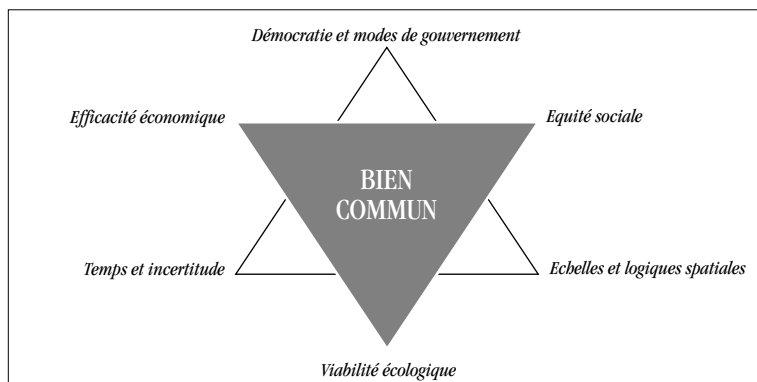 Démocratie et modes de gouvernement
Efficacité économique
Equité sociale
BIEN
COMMUN
Temps et incertitude
Echelles et logiques spatiales
Viabilité écologique